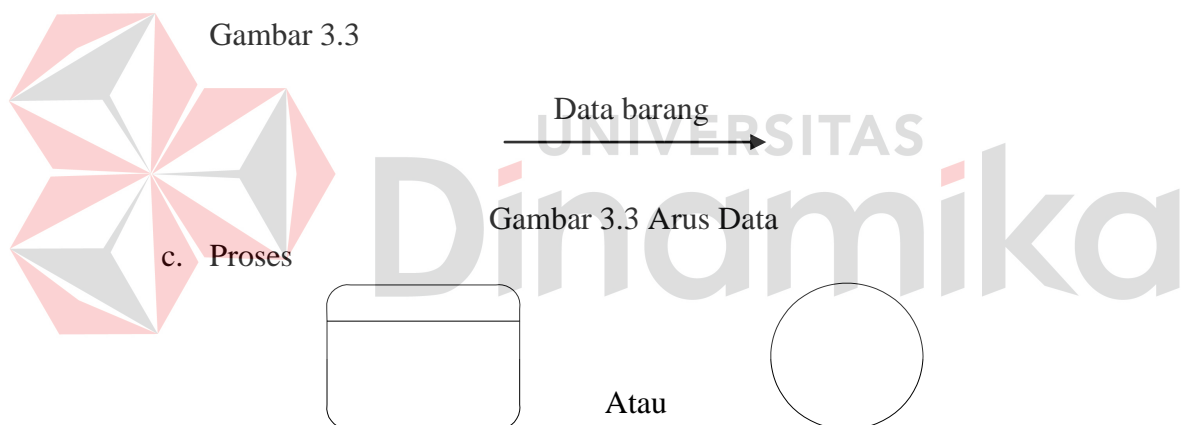 Gambar 3.3
Data barang
UNIVERSITAS
Dinamika
Gambar 3.3 Arus Data
c. Proses
Atau